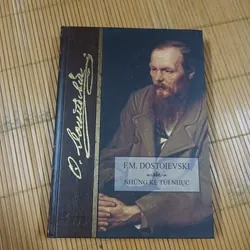 F.M. DOSTOIEVSKI
NHỮNG KẺ TỦI NHỤC